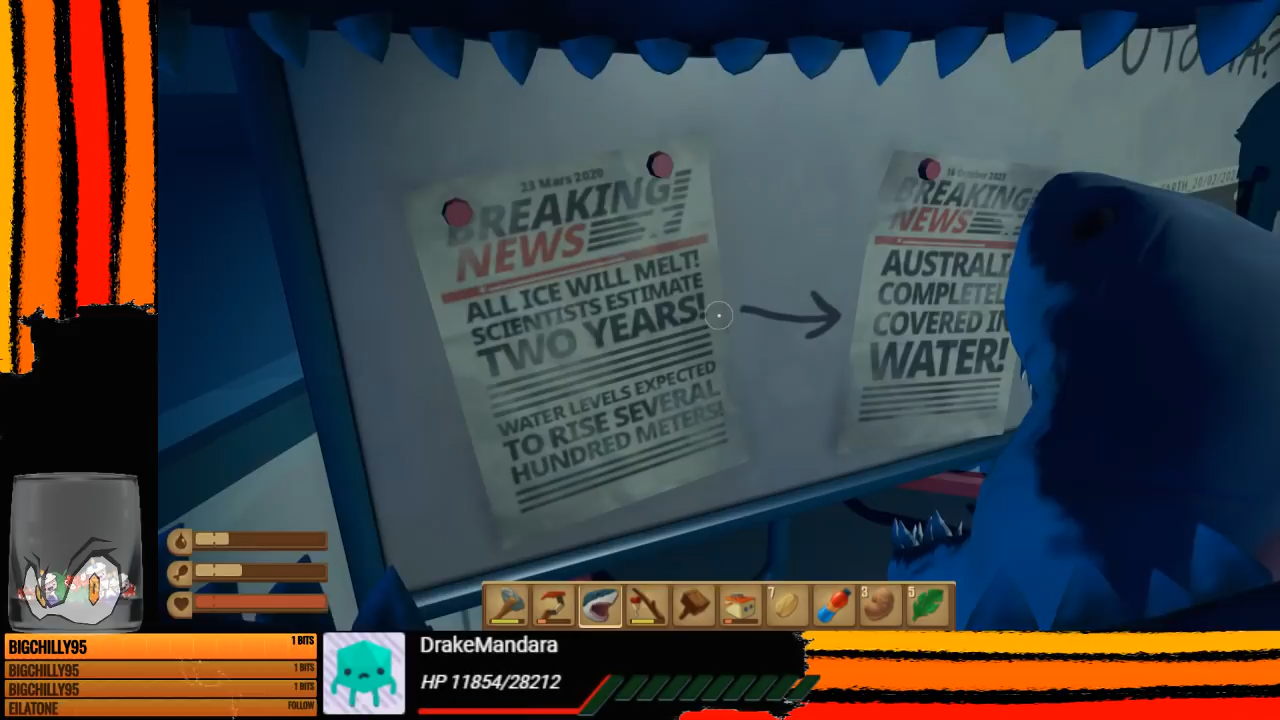 U TO
23 Mars 2020
BREAKING
NEWS
ALL ICE WILL MELT!
SCIENTISTS ESTIMATE
TWO YEARS!
WATER LEVELS EXPECTED
TO RISE SEVERAL
HUNDRED METERS!
BREAKING
NEWS
AUSTRALI
COMPLETEL
COVERED IN
WATER!
7
3
5
BIGCHILLY95 1 BITS
BIGCHILLY95 1 BITS
BIGCHILLY95 1 BITS
EILATONE FOLLOW
DrakeMandara
HP 11854/28212